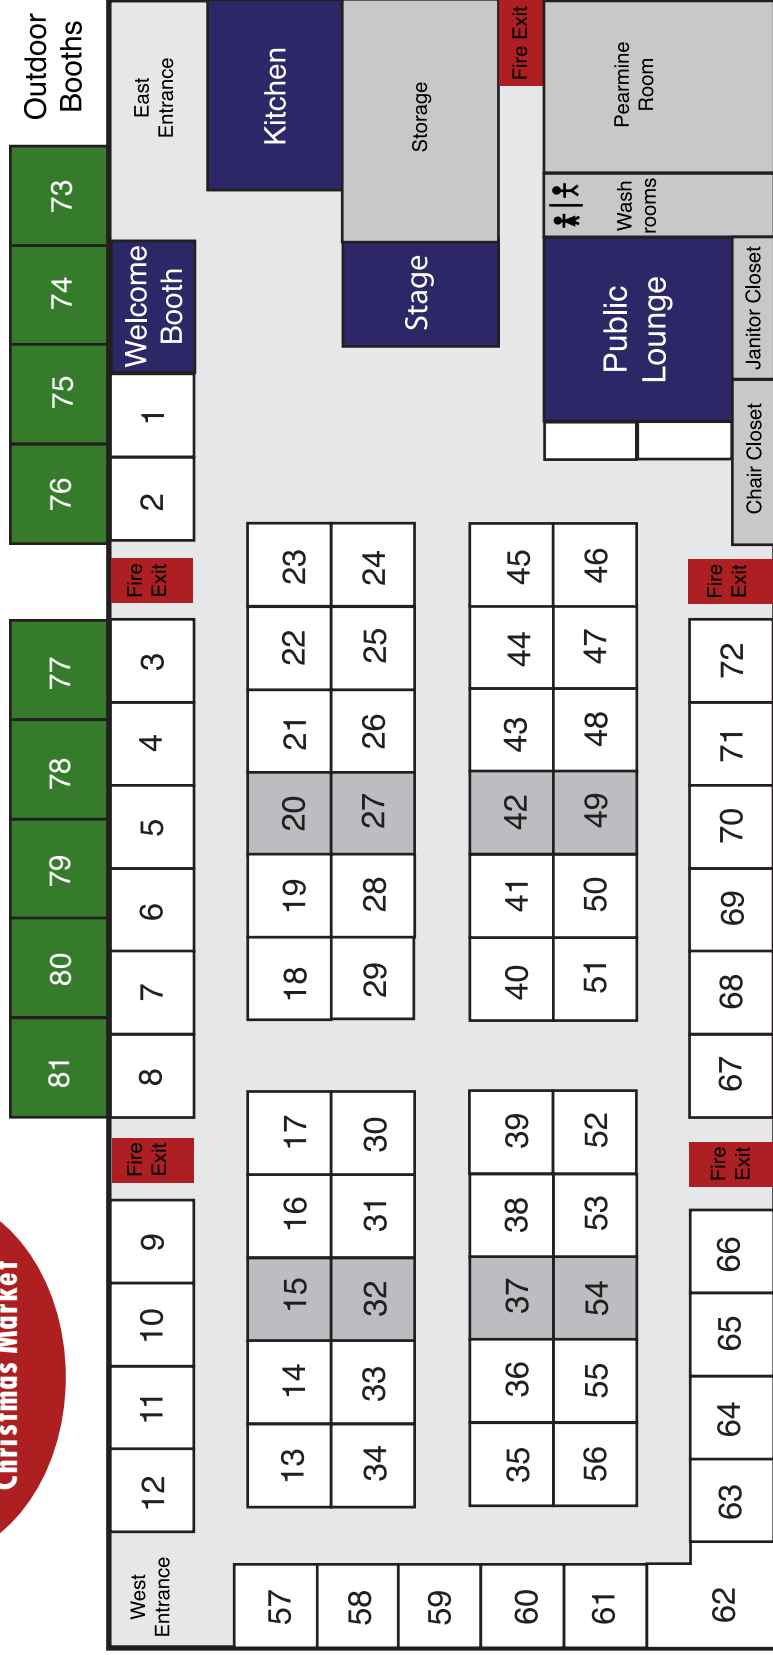 Outdoor
Booths
73
74
75
76
77
78
79
80
81
Christmas Market
East
Entrance
Welcome
Booth
1
2
Fire
Exit
3
4
5
6
7
8
Fire
Exit
9
10
11
12
West
Entrance
Kitchen
Storage
Stage
Fire Exit
Pearmine
Room
Wash
rooms
Public
Lounge
Janitor Closet
Chair Closet
23
22
21
20
19
18
17
16
15
14
13
24
25
26
27
28
29
30
31
32
33
34
45
44
43
42
41
40
39
38
37
36
35
46
47
48
49
50
51
52
53
54
55
56
Fire
Exit
72
71
70
69
68
67
Fire
Exit
66
65
64
63
57
58
59
60
61
62